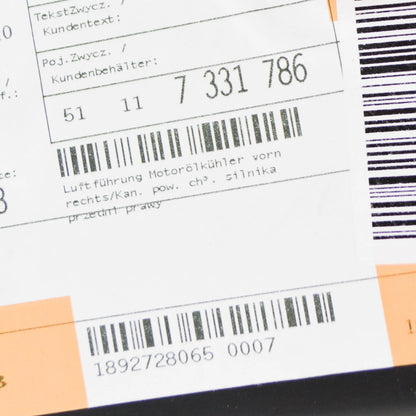 TekstZwycz. /
Kundentext:
Poj.Zwycz. /
Kundenbehälter:
51 11 7 331 786
Luftführung Motorölkühler vorn
rechts/Kan. pow. ch³. silnika
przedni prawy
1892728065 0007